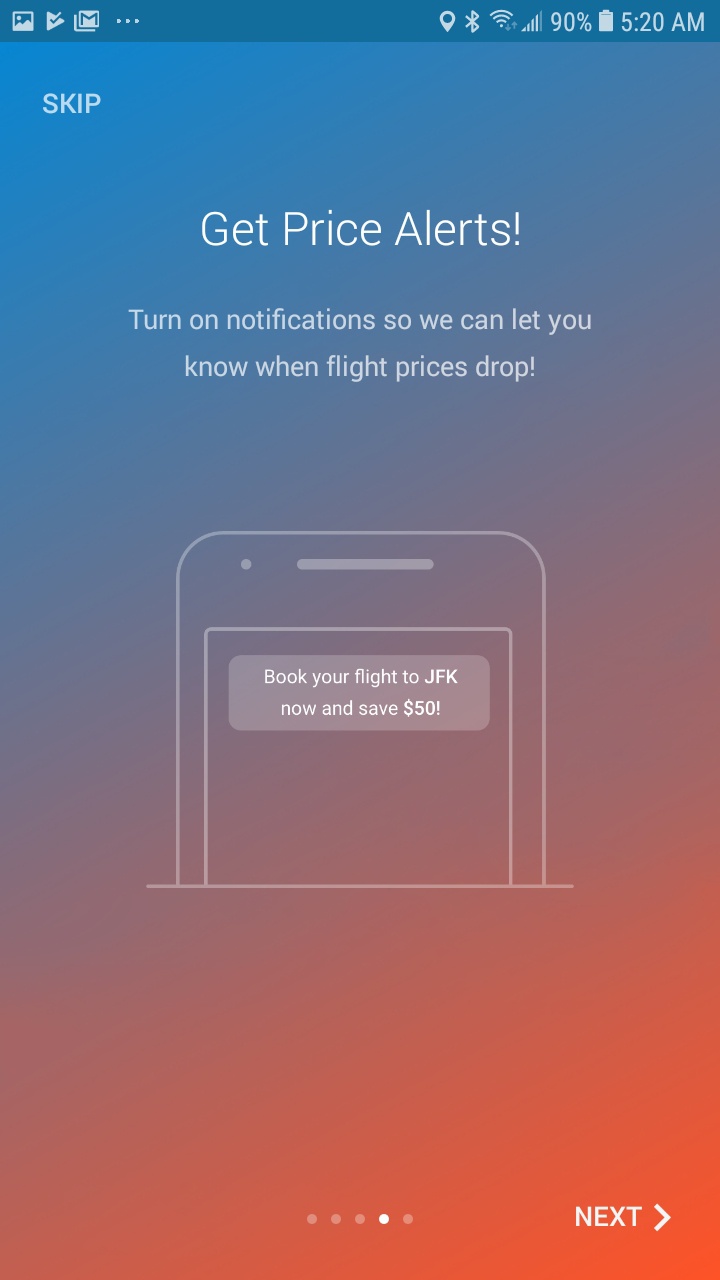 90% 5:20 AM
SKIP
Get Price Alerts!
Turn on notifications so we can let you
know when flight prices drop!
Book your flight to JFK
now and save $50!
NEXT